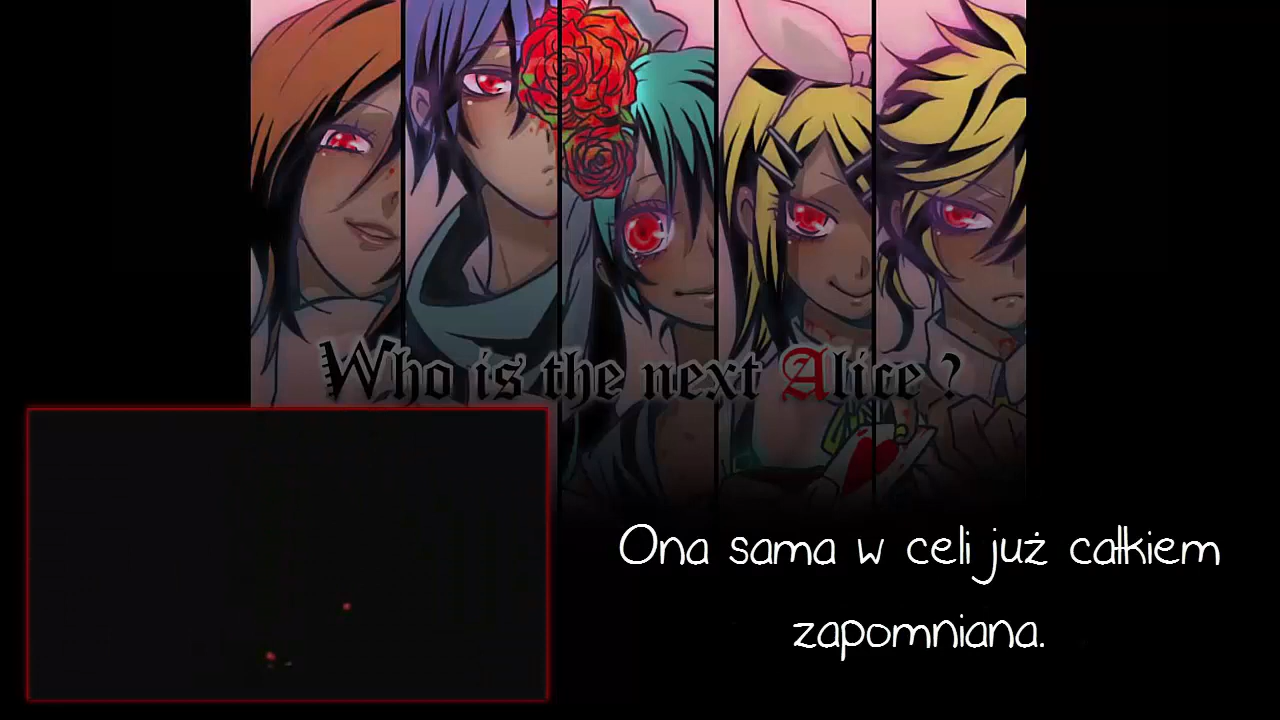 Who is the next Alice ?
Ona sama w celi już całkiem
zapomniana.